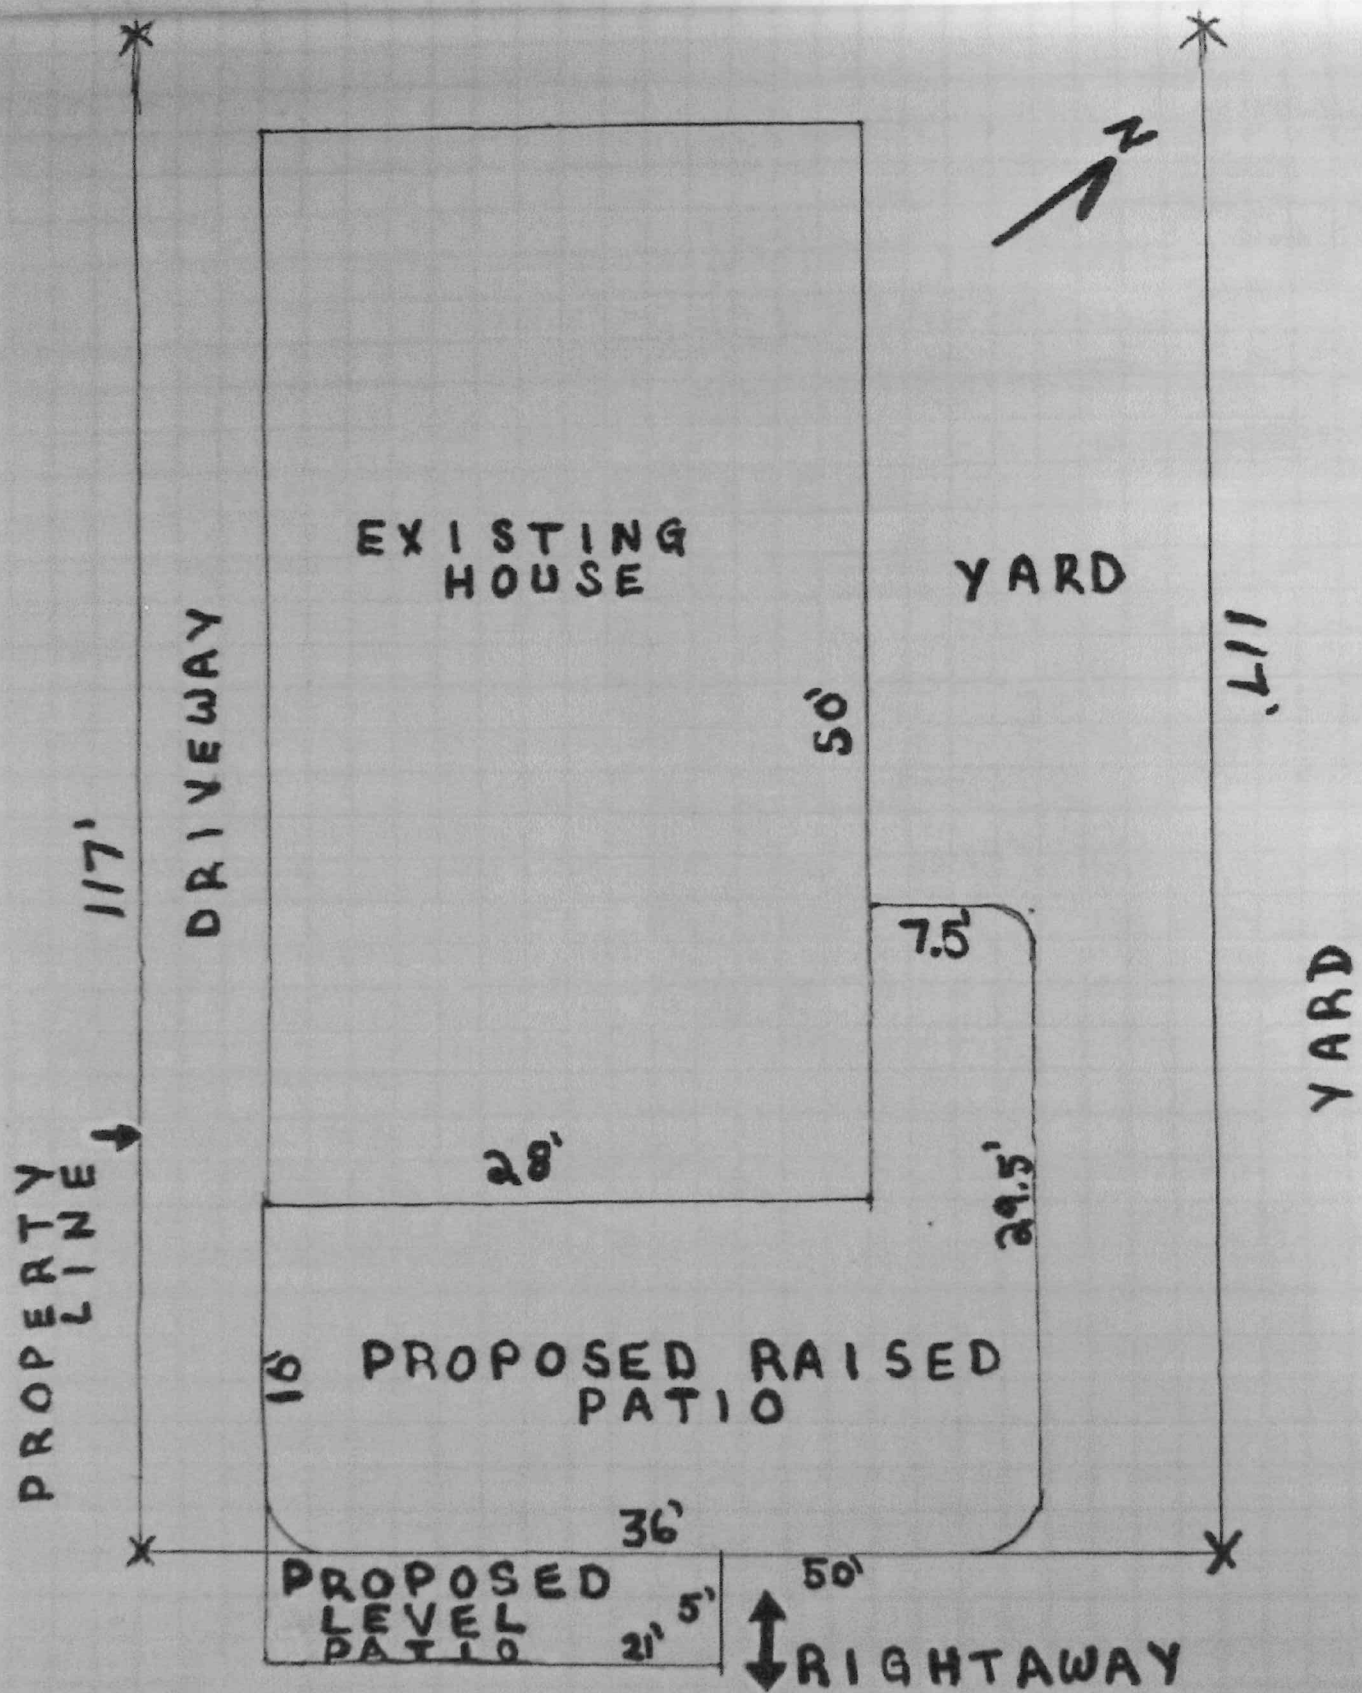 N
EXISTING
HOUSE
YARD
DRIVEWAY
50'
117'
117'
7.5'
YARD
PROPERTY
LINE
28'
29.5'
16'
PROPOSED RAISED
PATIO
36'
50'
PROPOSED
LEVEL
PATIO
5'
21'
RIGHTAWAY